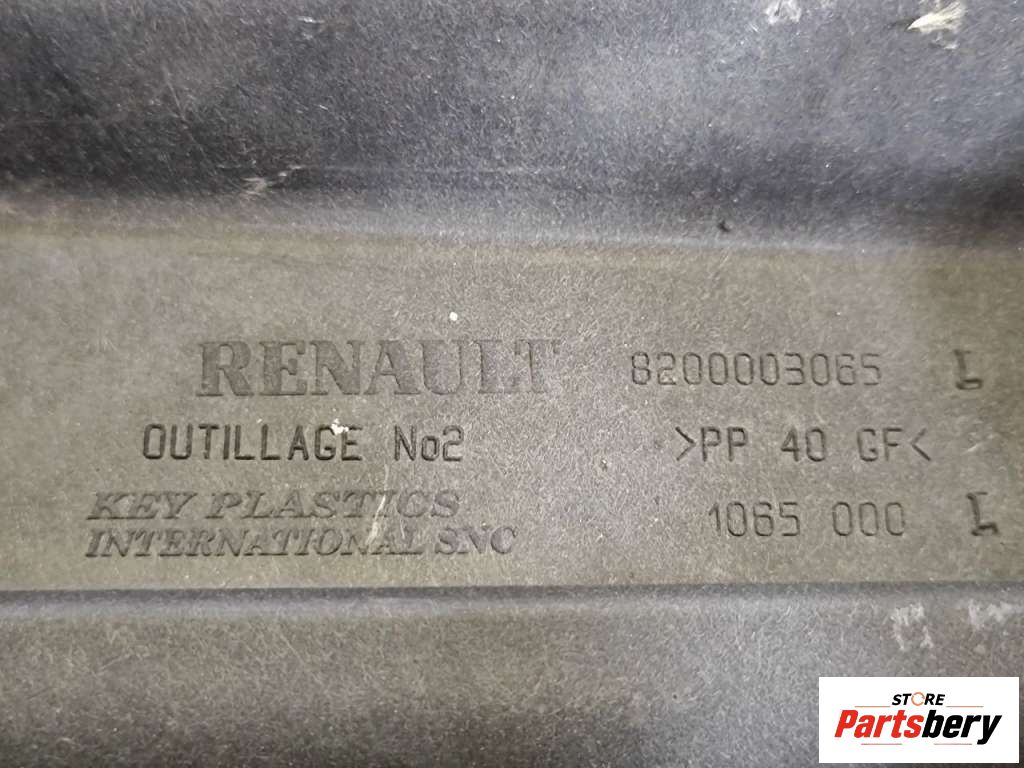 RENAULT 8200003065 L
OUTILLAGE No2 >PP 40 GF<
KEY PLASTICS
INTERNATIONAL SNC
1065 000 L
STORE
Partsbery